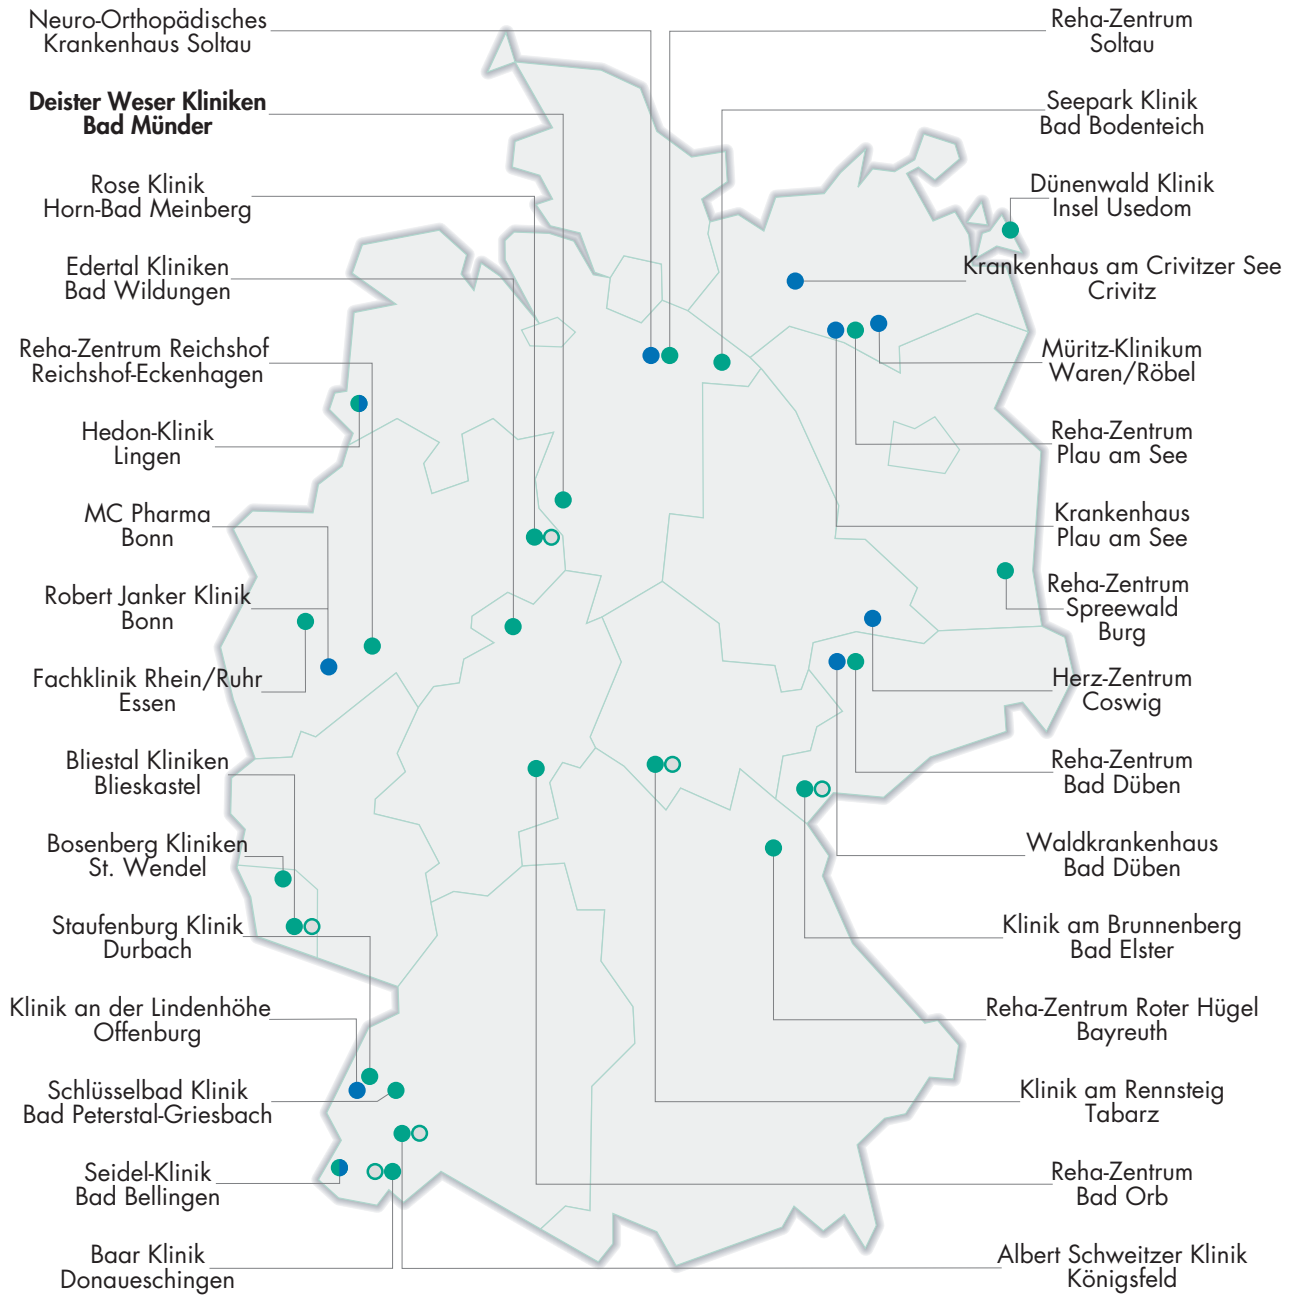 Neuro-Orthopädisches
Krankenhaus Soltau
Deister Weser Kliniken
Bad Münder
Rose Klinik
Horn-Bad Meinberg
Edertal Kliniken
Bad Wildungen
Reha-Zentrum Reichshof
Reichshof-Eckenhagen
Hedon-Klinik
Lingen
MC Pharma
Bonn
Robert Janker Klinik
Bonn
Fachklinik Rhein/Ruhr
Essen
Bliestal Kliniken
Blieskastel
Bosenberg Kliniken
St. Wendel
Staufenburg Klinik
Durbach
Klinik an der Lindenhöhe
Offenburg
Schlüsselbad Klinik
Bad Peterstal-Griesbach
Seidel-Klinik
Bad Bellingen
Baar Klinik
Donaueschingen
Reha-Zentrum
Soltau
Seepark Klinik
Bad Bodenteich
Dünenwald Klinik
Insel Usedom
Krankenhaus am Crivitzer See
Crivitz
Müritz-Klinikum
Waren/Röbel
Reha-Zentrum
Plau am See
Krankenhaus
Plau am See
Reha-Zentrum
Spreewald
Burg
Herz-Zentrum
Coswig
Reha-Zentrum
Bad Düben
Waldkrankenhaus
Bad Düben
Klinik am Brunnenberg
Bad Elster
Reha-Zentrum Roter Hügel
Bayreuth
Klinik am Rennsteig
Tabarz
Reha-Zentrum
Bad Orb
Albert Schweitzer Klinik
Königsfeld